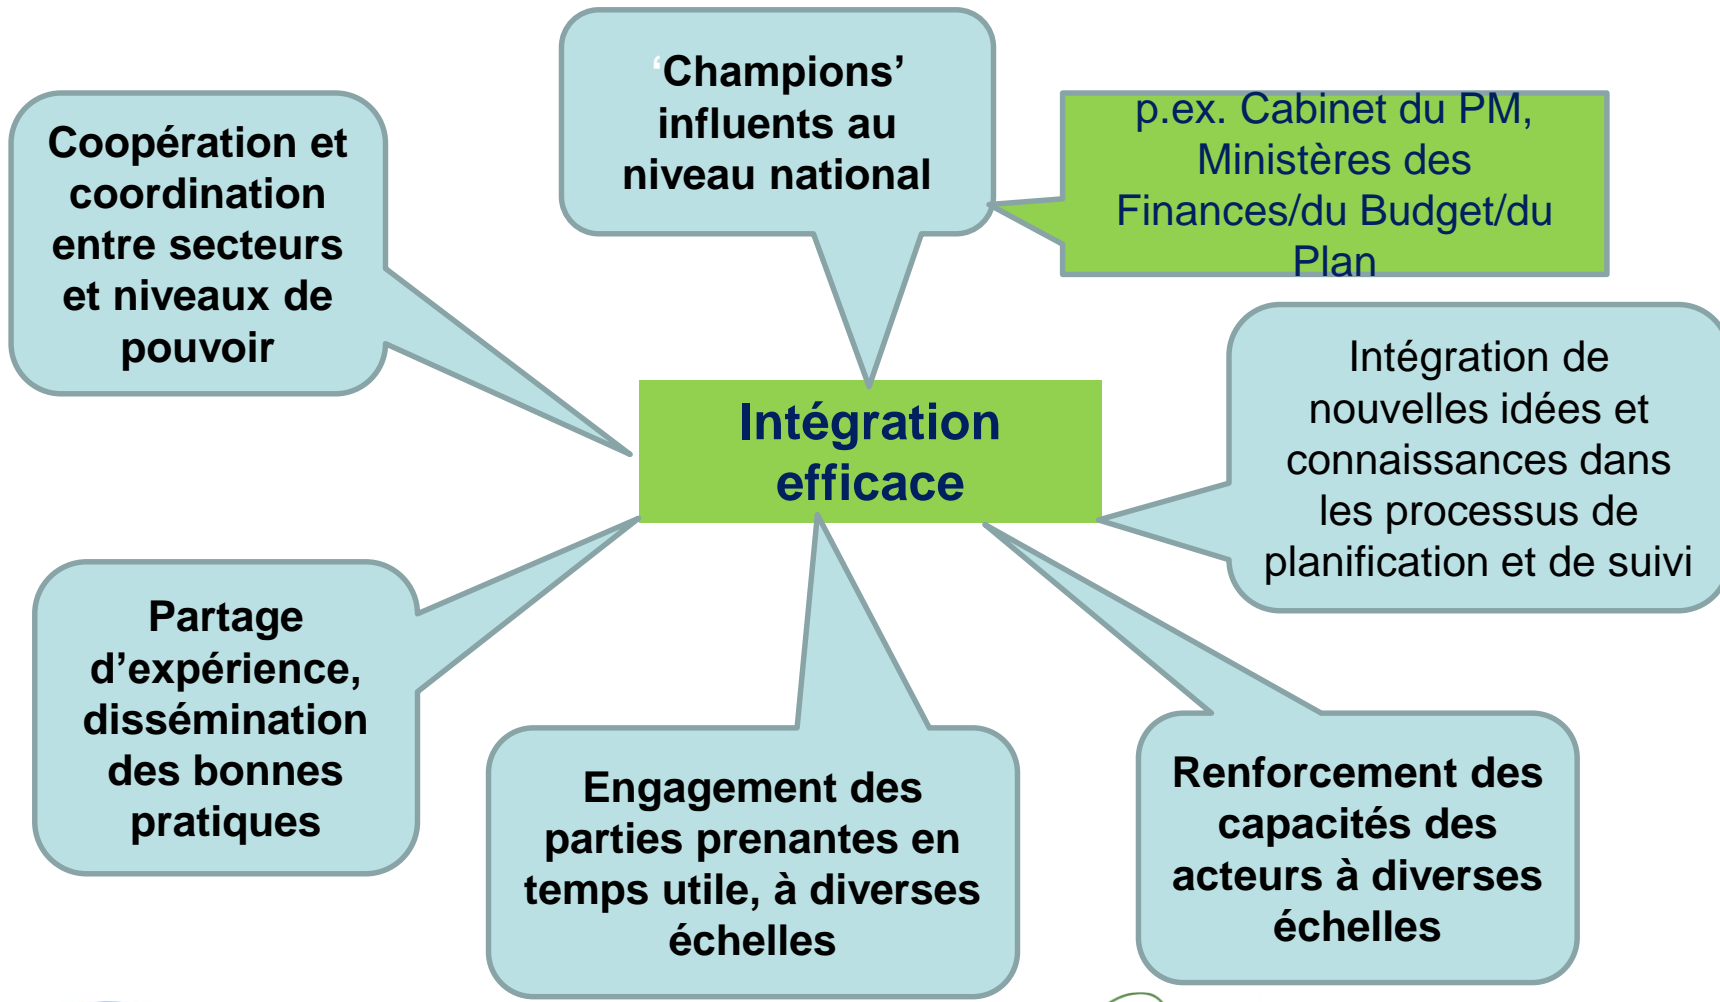 ‘Champions’
influents au
niveau national
p.ex. Cabinet du PM,
Ministères des
Finances/du Budget/du
Plan
Coopération et
coordination
entre secteurs
et niveaux de
pouvoir
Intégration
efficace
Intégration de
nouvelles idées et
connaissances dans
les processus de
planification et de suivi
Partage
d’expérience,
dissémination
des bonnes
pratiques
Engagement des
parties prenantes en
temps utile, à diverses
échelles
Renforcement des
capacités des
acteurs à diverses
échelles